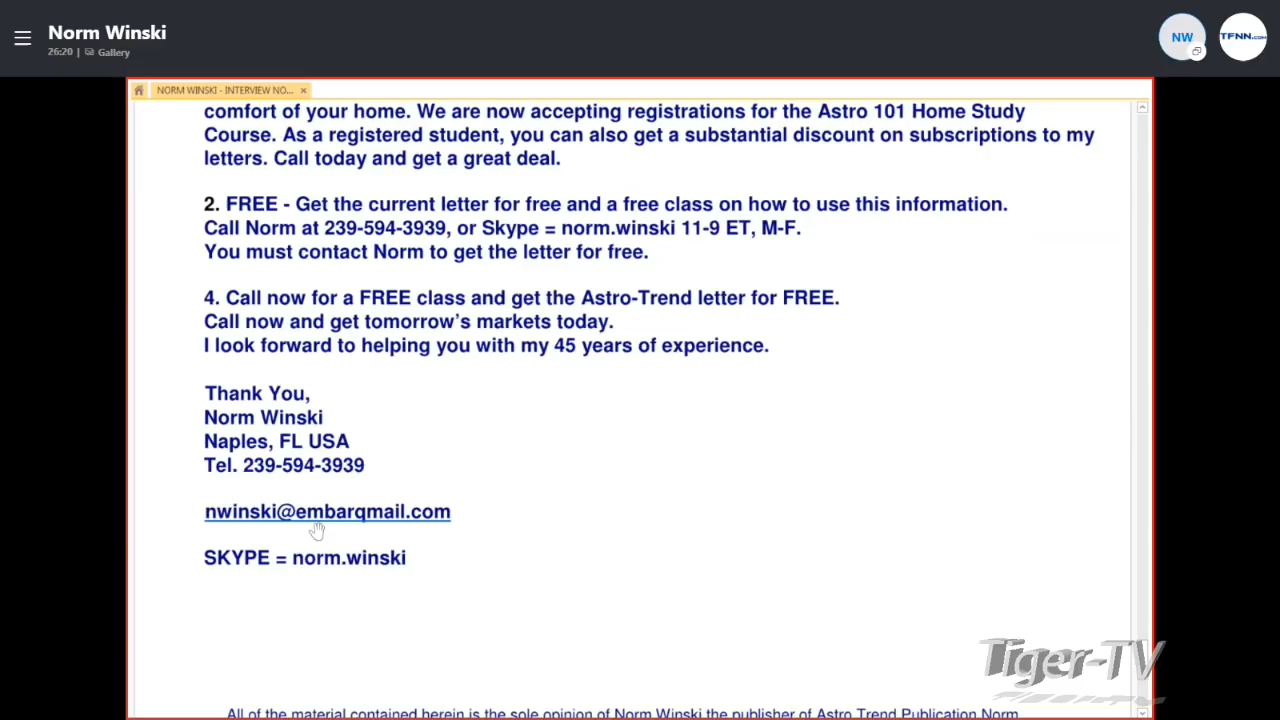 Norm Winski
26:20 | Gallery
NW
TFNN.COM
NORM WINSKI - INTERVIEW NO... ×
comfort of your home. We are now accepting registrations for the Astro 101 Home Study
Course. As a registered student, you can also get a substantial discount on subscriptions to my
letters. Call today and get a great deal.
2. FREE - Get the current letter for free and a free class on how to use this information.
Call Norm at 239-594-3939, or Skype = norm.winski 11-9 ET, M-F.
You must contact Norm to get the letter for free.
4. Call now for a FREE class and get the Astro-Trend letter for FREE.
Call now and get tomorrow’s markets today.
I look forward to helping you with my 45 years of experience.
Thank You,
Norm Winski
Naples, FL USA
Tel. 239-594-3939
nwinski@embarqmail.com
SKYPE = norm.winski
Tiger-TV
All of the material contained herein is the sole opinion of Norm Winski the publisher of Astro Trend Publication Norm